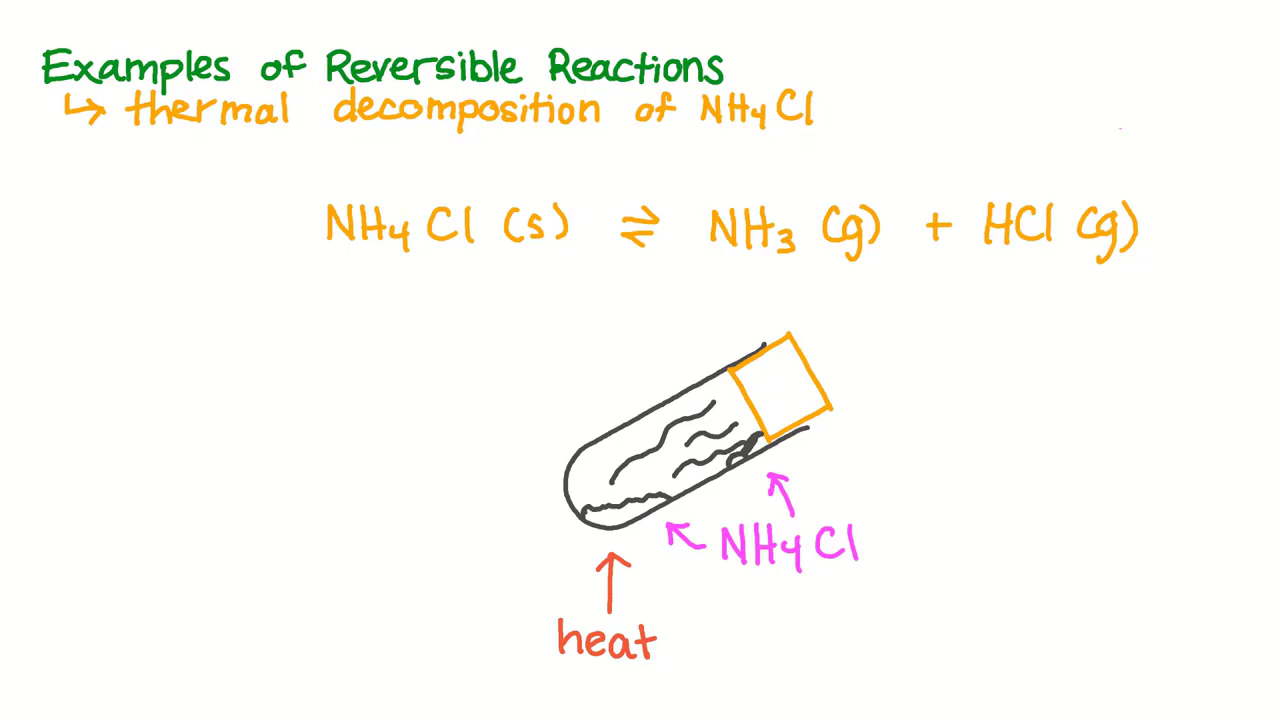 Examples of Reversible Reactions
↳ thermal decomposition of NH₄Cl
NH₄Cl (s) ⇌ NH₃ (g) + HCl (g)
NH₄Cl
heat